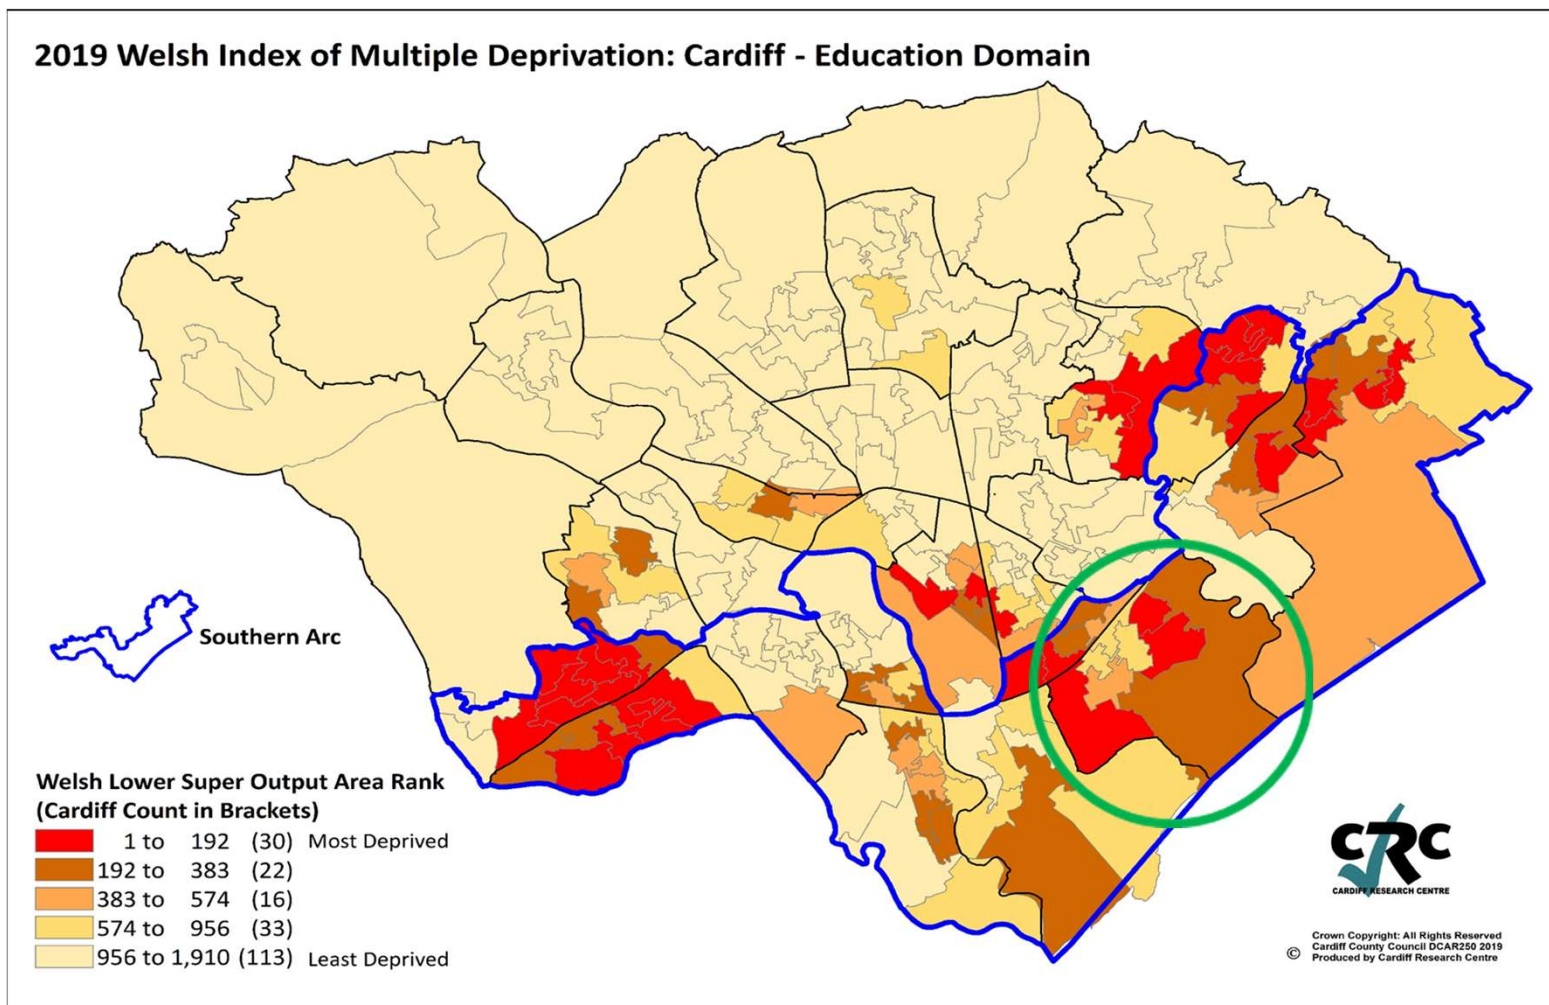 2019 Welsh Index of Multiple Deprivation: Cardiff - Education Domain
Southern Arc
Welsh Lower Super Output Area Rank
(Cardiff Count in Brackets)
1 to 192 (30) Most Deprived
192 to 383 (22)
383 to 574 (16)
574 to 956 (33)
956 to 1,910 (113) Least Deprived
CRC
CARDIFF RESEARCH CENTRE
Crown Copyright: All Rights Reserved
Cardiff County Council DCAR250 2019
© Produced by Cardiff Research Centre